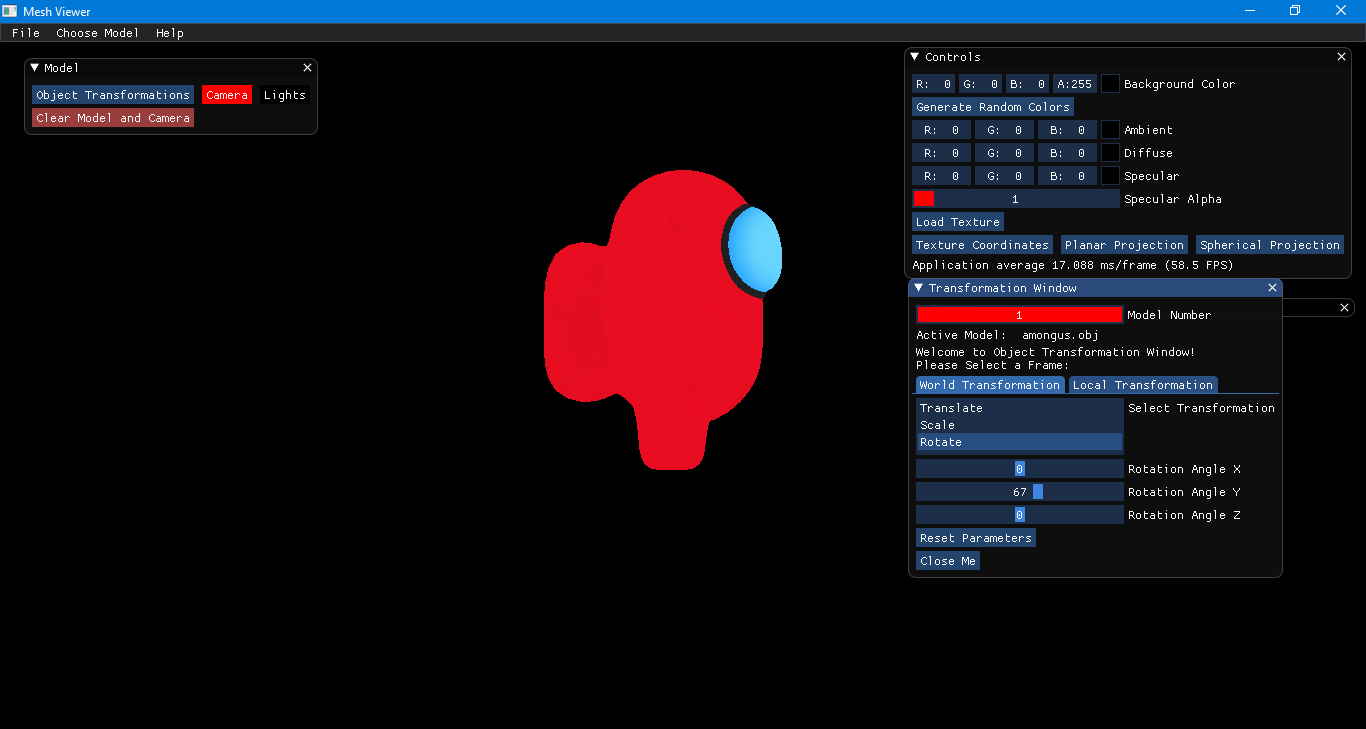 Mesh Viewer
File Choose Model Help
Model
Object Transformations Camera Lights
Clear Model and Camera
Controls
R: 0 G: 0 B: 0 A:255 Background Color
Generate Random Colors
R: 0 G: 0 B: 0 Ambient
R: 0 G: 0 B: 0 Diffuse
R: 0 G: 0 B: 0 Specular
1 Specular Alpha
Load Texture
Texture Coordinates Planar Projection Spherical Projection
Application average 17.088 ms/frame (58.5 FPS)
Transformation Window
1 Model Number
Active Model: amongus.obj
Welcome to Object Transformation Window!
Please Select a Frame:
World Transformation Local Transformation
Translate Select Transformation
Scale
Rotate
0 Rotation Angle X
67 Rotation Angle Y
0 Rotation Angle Z
Reset Parameters
Close Me